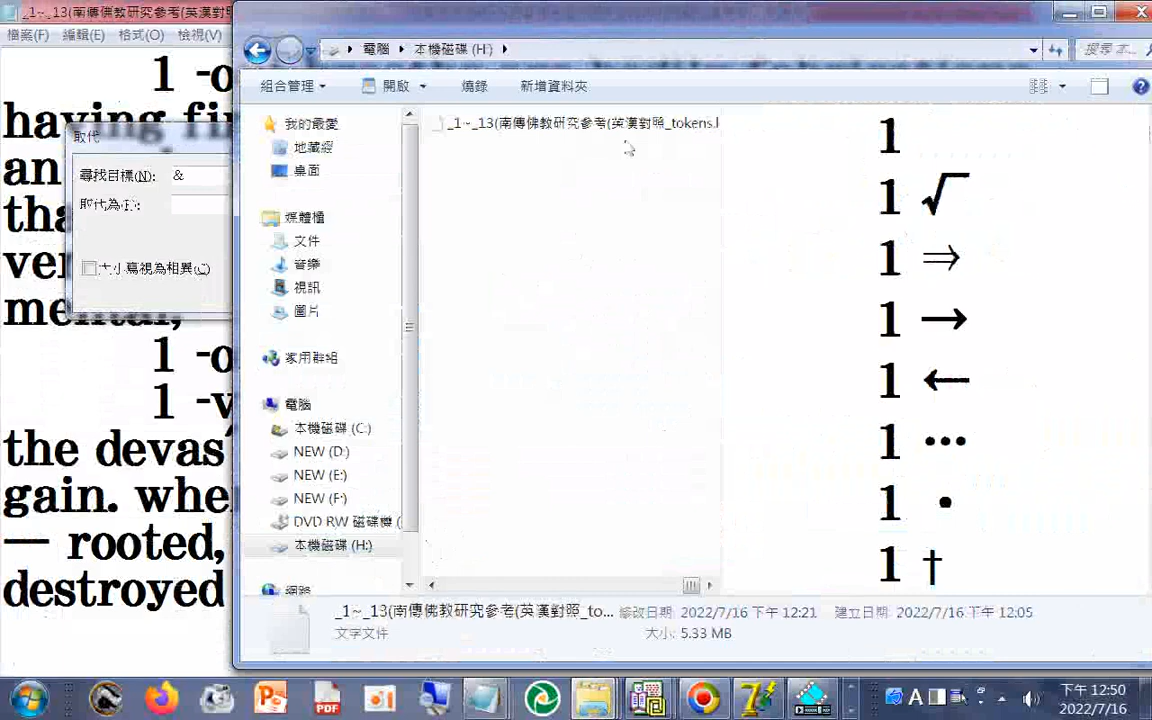 _1~_13(南傳佛教研究參考(英漢對照
檔案(F) 編輯(E) 格式(O) 檢視(V)
1 -o
having fir
an
tha
ver
mental,
1 -o
1 -v
the devas
gain. whe
— rooted,
destroyed
取代
尋找目標(N): &
取代為(P):
大小寫視為相異(C)
電腦 本機磁碟 (H:)
搜尋 本...
組合管理 開啟 燒錄 新增資料夾
我的最愛
地藏經
桌面
媒體櫃
文件
音樂
視訊
圖片
家用群組
電腦
本機磁碟 (C:)
NEW (D:)
NEW (E:)
NEW (F:)
DVD RW 磁碟機 (
本機磁碟 (H:)
網路
_1~_13(南傳佛教研究參考(英漢對照_tokens.l
1
1 √
1 ⇒
1 →
1 ←
1 •••
1 •
1 †
_1~_13(南傳佛教研究參考(英漢對照_to... 修改日期: 2022/7/16 下午 12:21 建立日期: 2022/7/16 下午 12:05
文字文件 大小: 5.33 MB
PDF
A
下午 12:50
2022/7/16